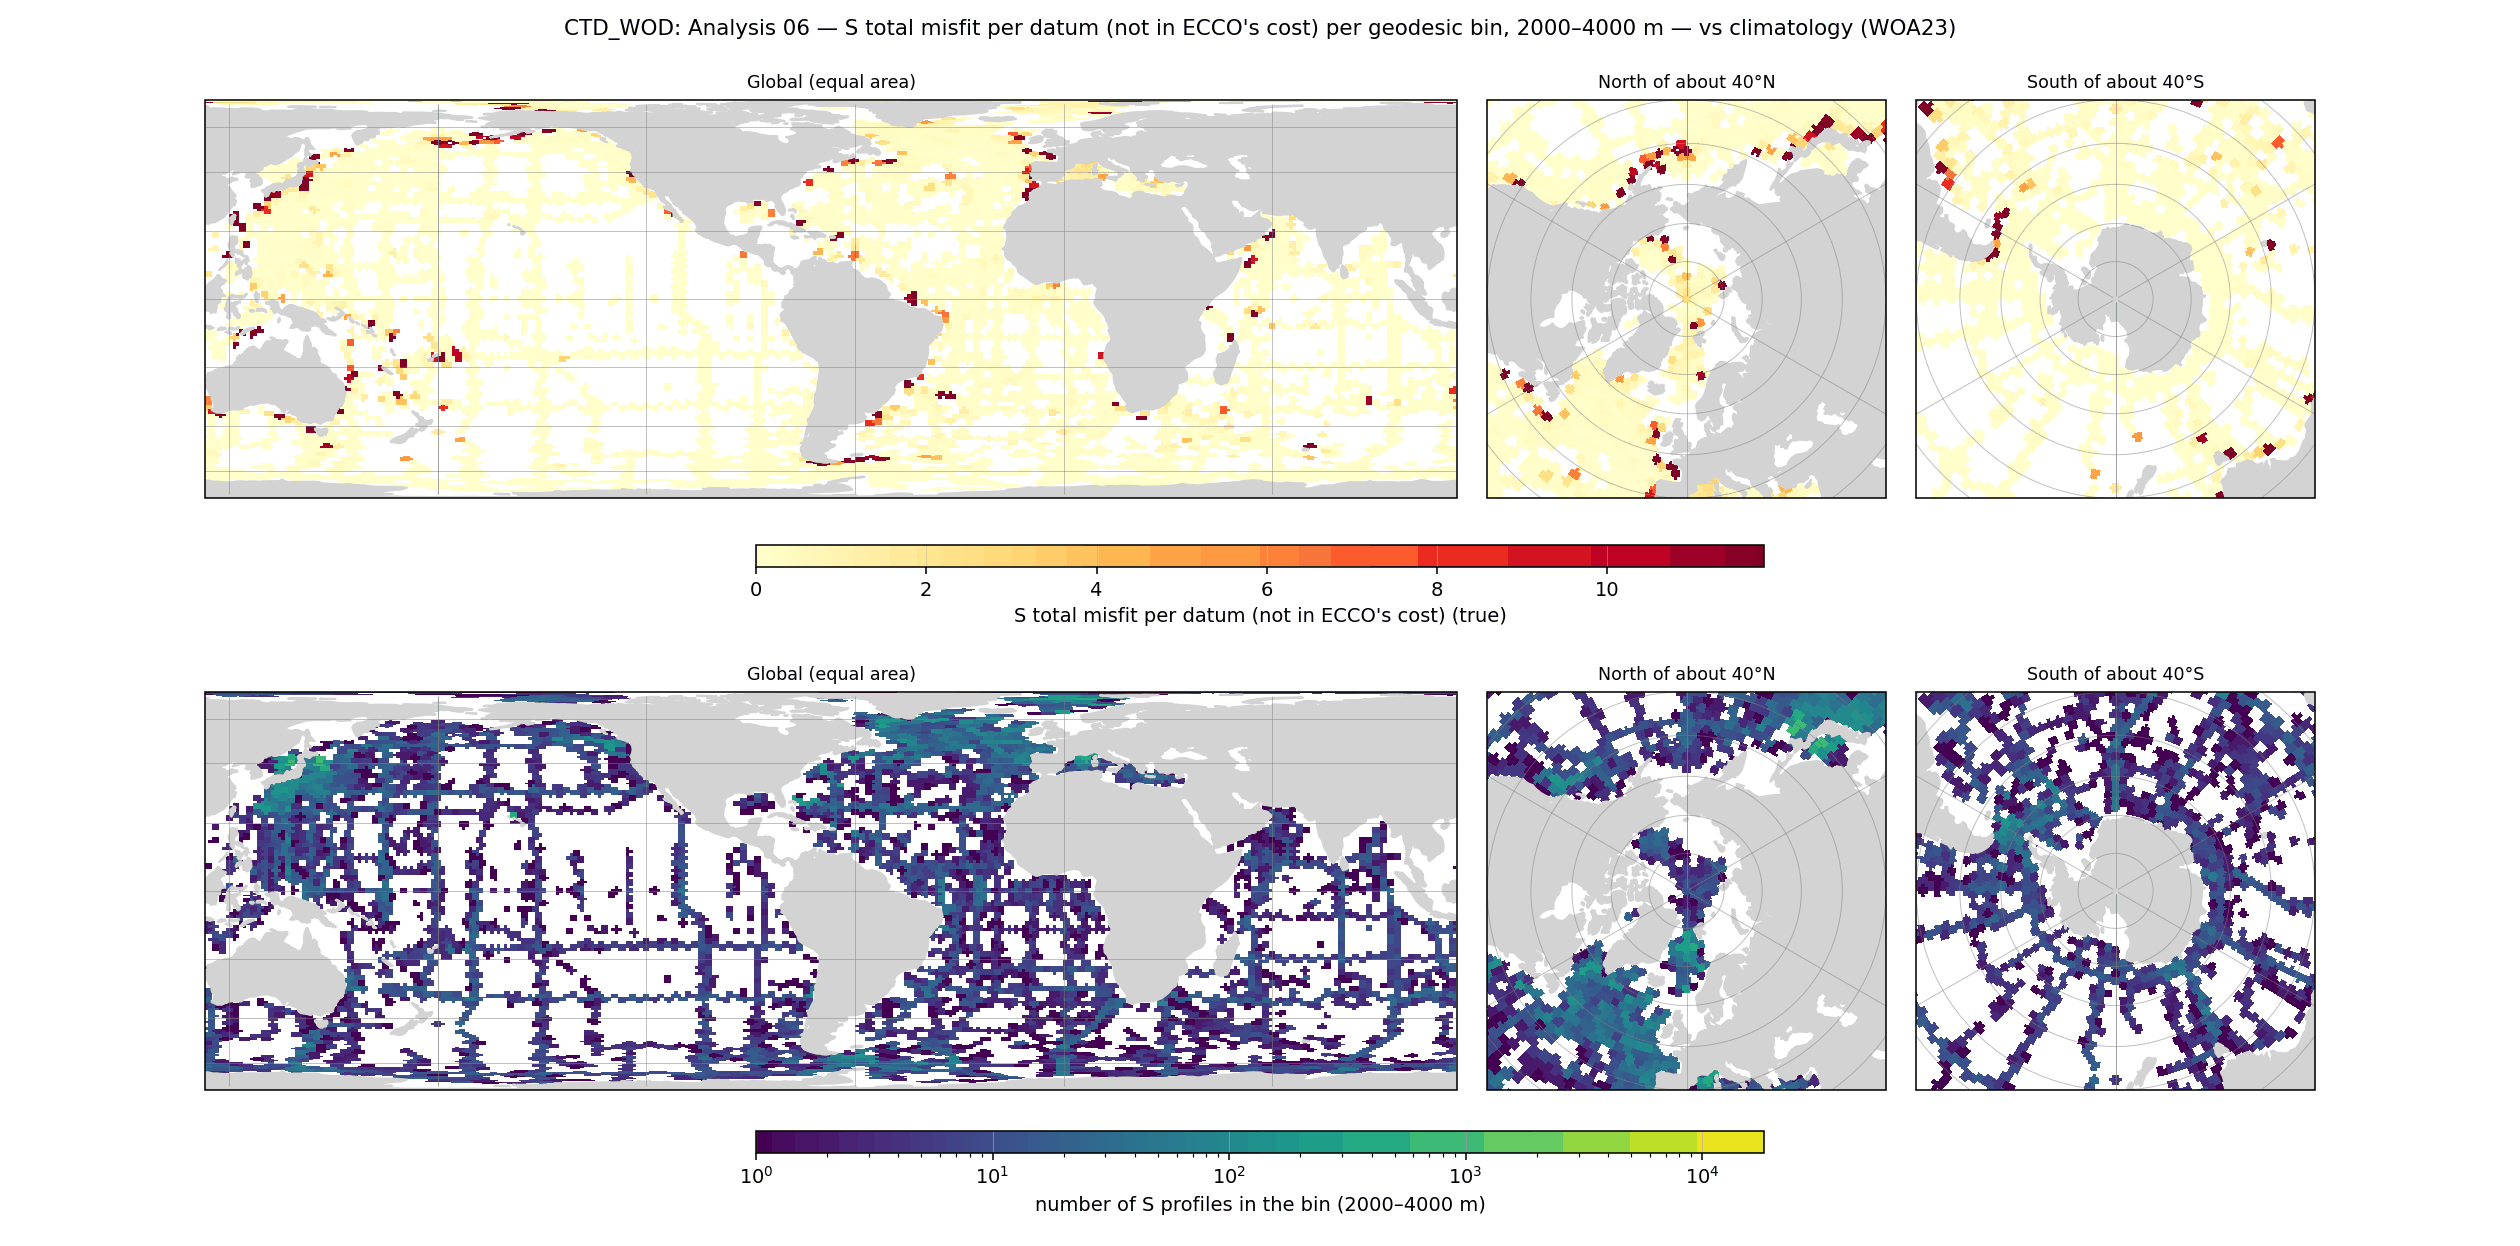 CTD_WOD: Analysis 06 — S total misfit per datum (not in ECCO's cost) per geodesic bin, 2000–4000 m — vs climatology (WOA23)
Global (equal area)
North of about 40°N
South of about 40°S
0 2 4 6 8 10
S total misfit per datum (not in ECCO's cost) (true)
Global (equal area)
North of about 40°N
South of about 40°S
10⁰ 10¹ 10² 10³ 10⁴
number of S profiles in the bin (2000–4000 m)